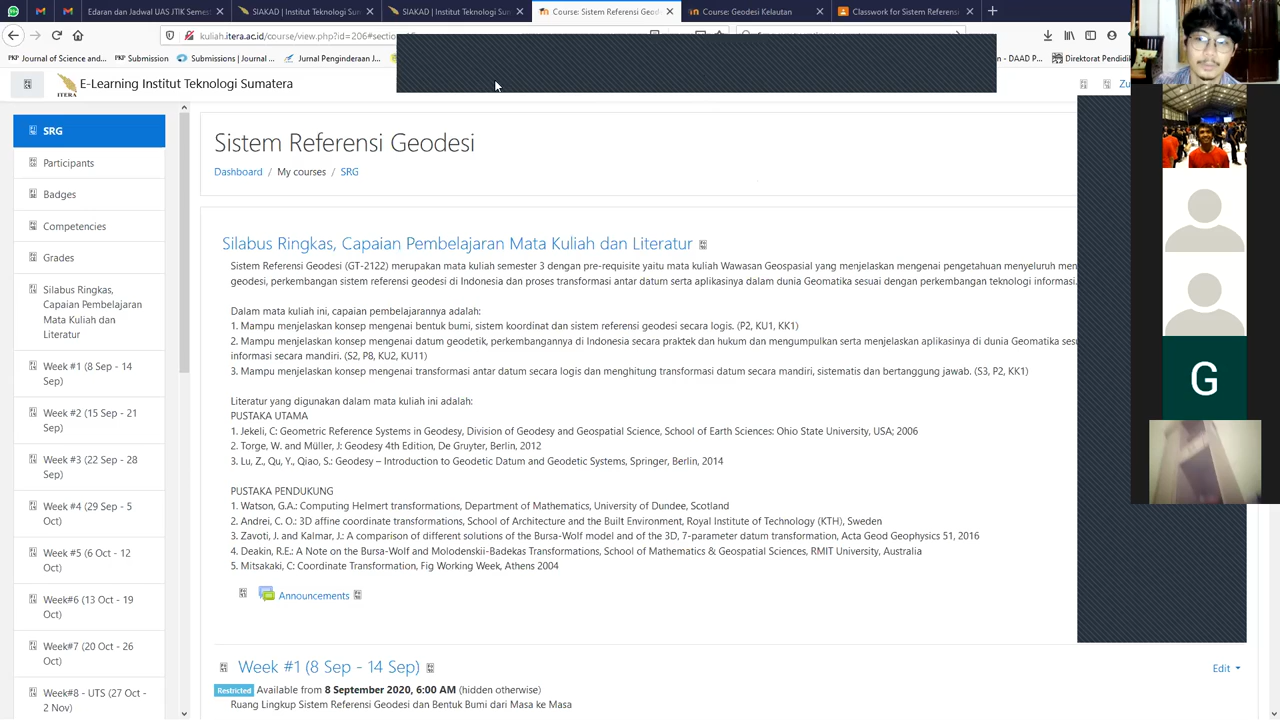 Edaran dan Jadwal UAS JTIK Semest
SIAKAD | Institut Teknologi Sum
SIAKAD | Institut Teknologi Sum
Course: Sistem Referensi Geod
Course: Geodesi Kelautan
Classwork for Sistem Referensi
kuliah.itera.ac.id/course/view.php?id=206#section
PKP Journal of Science and...
PKP Submission
Submissions | Journal ...
Jurnal Penginderaan J
DAAD P...
Direktorat Pendidik
ITERA
E-Learning Institut Teknologi Sumatera
Zu
SRG
Participants
Badges
Competencies
Grades
Silabus Ringkas,
Capaian Pembelajaran
Mata Kuliah dan
Literatur
Week #1 (8 Sep - 14
Sep)
Week #2 (15 Sep - 21
Sep)
Week #3 (22 Sep - 28
Sep)
Week #4 (29 Sep - 5
Oct)
Week #5 (6 Oct - 12
Oct)
Week#6 (13 Oct - 19
Oct)
Week#7 (20 Oct - 26
Oct)
Week#8 - UTS (27 Oct -
2 Nov)
Sistem Referensi Geodesi
Dashboard / My courses / SRG
Silabus Ringkas, Capaian Pembelajaran Mata Kuliah dan Literatur
Sistem Referensi Geodesi (GT-2122) merupakan mata kuliah semester 3 dengan pre-requisite yaitu mata kuliah Wawasan Geospasial yang menjelaskan mengenai pengetahuan menyeluruh men
geodesi, perkembangan sistem referensi geodesi di Indonesia dan proses transformasi antar datum serta aplikasinya dalam dunia Geomatika sesuai dengan perkembangan teknologi informasi.
Dalam mata kuliah ini, capaian pembelajarannya adalah:
1. Mampu menjelaskan konsep mengenai bentuk bumi, sistem koordinat dan sistem referensi geodesi secara logis. (P2, KU1, KK1)
2. Mampu menjelaskan konsep mengenai datum geodetik, perkembangannya di Indonesia secara praktek dan hukum dan mengumpulkan serta menjelaskan aplikasinya di dunia Geomatika sesu
informasi secara mandiri. (S2, P8, KU2, KU11)
3. Mampu menjelaskan konsep mengenai transformasi antar datum secara logis dan menghitung transformasi datum secara mandiri, sistematis dan bertanggung jawab. (S3, P2, KK1)
Literatur yang digunakan dalam mata kuliah ini adalah:
PUSTAKA UTAMA
1. Jekeli, C: Geometric Reference Systems in Geodesy, Division of Geodesy and Geospatial Science, School of Earth Sciences: Ohio State University, USA; 2006
2. Torge, W. and Müller, J: Geodesy 4th Edition, De Gruyter, Berlin, 2012
3. Lu, Z., Qu, Y., Qiao, S.: Geodesy – Introduction to Geodetic Datum and Geodetic Systems, Springer, Berlin, 2014
PUSTAKA PENDUKUNG
1. Watson, G.A.: Computing Helmert transformations, Department of Mathematics, University of Dundee, Scotland
2. Andrei, C. O.: 3D affine coordinate transformations, School of Architecture and the Built Environment, Royal Institute of Technology (KTH), Sweden
3. Zavoti, J. and Kalmar, J.: A comparison of different solutions of the Bursa-Wolf model and of the 3D, 7-parameter datum transformation, Acta Geod Geophysics 51, 2016
4. Deakin, R.E.: A Note on the Bursa-Wolf and Molodenskii-Badekas Transformations, School of Mathematics & Geospatial Sciences, RMIT University, Australia
5. Mitsakaki, C: Coordinate Transformation, Fig Working Week, Athens 2004
Announcements
Week #1 (8 Sep - 14 Sep)
Edit
Restricted Available from 8 September 2020, 6:00 AM (hidden otherwise)
Ruang Lingkup Sistem Referensi Geodesi dan Bentuk Bumi dari Masa ke Masa
G